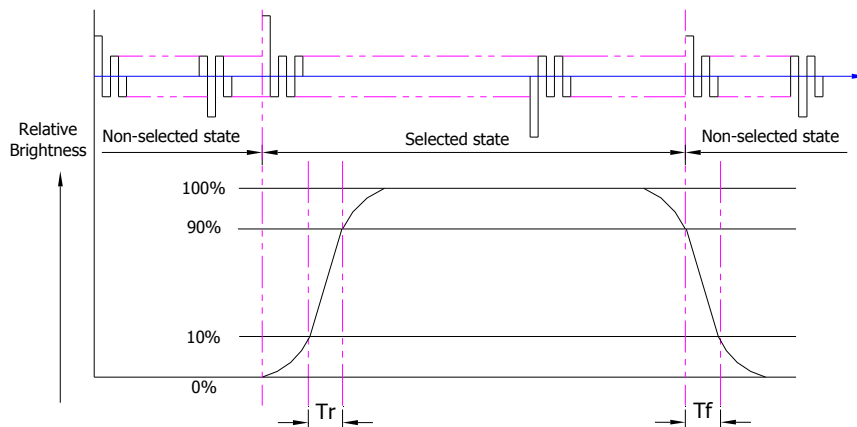 Relative
Brightness
Non-selected state
Selected state
Non-selected state
100%
90%
10%
0%
Tr
Tf